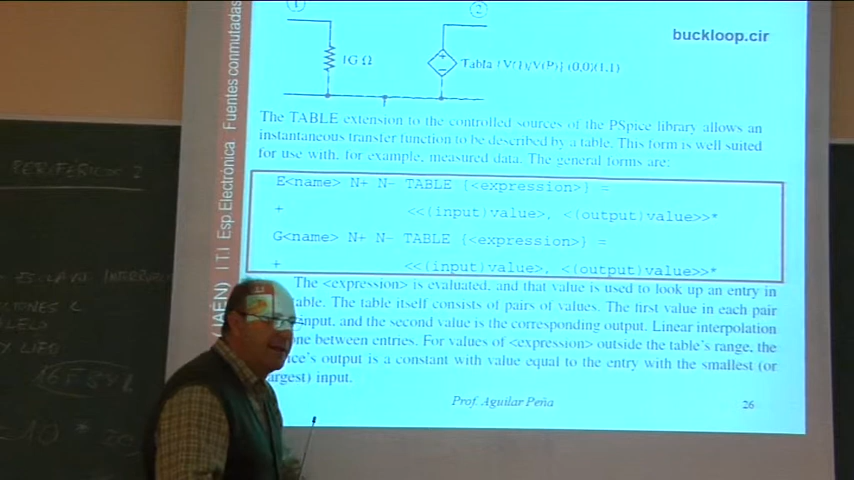 1
2
buckloop.cir
1G Ω
Tabla {V(1)/V(P)} (0,0)(1,1)
The TABLE extension to the controlled sources of the PSpice library allows an
instantaneous transfer function to be described by a table. This form is well suited
for use with, for example, measured data. The general forms are:
E<name> N+ N- TABLE {<expression>} =
+ <<(input)value>, <(output)value>>*
G<name> N+ N- TABLE {<expression>} =
+ <<(input)value>, <(output)value>>*
The <expression> is evaluated, and that value is used to look up an entry in
table. The table itself consists of pairs of values. The first value in each pair
input, and the second value is the corresponding output. Linear interpolation
one between entries. For values of <expression> outside the table's range, the
ce's output is a constant with value equal to the entry with the smallest (or
argest) input.
Prof. Aguilar Peña
26
(JAÉN) I T I Esp Electrónica
Fuentes conmutadas
PERIFERICOS 2
ESCLAVO
Y LIFO